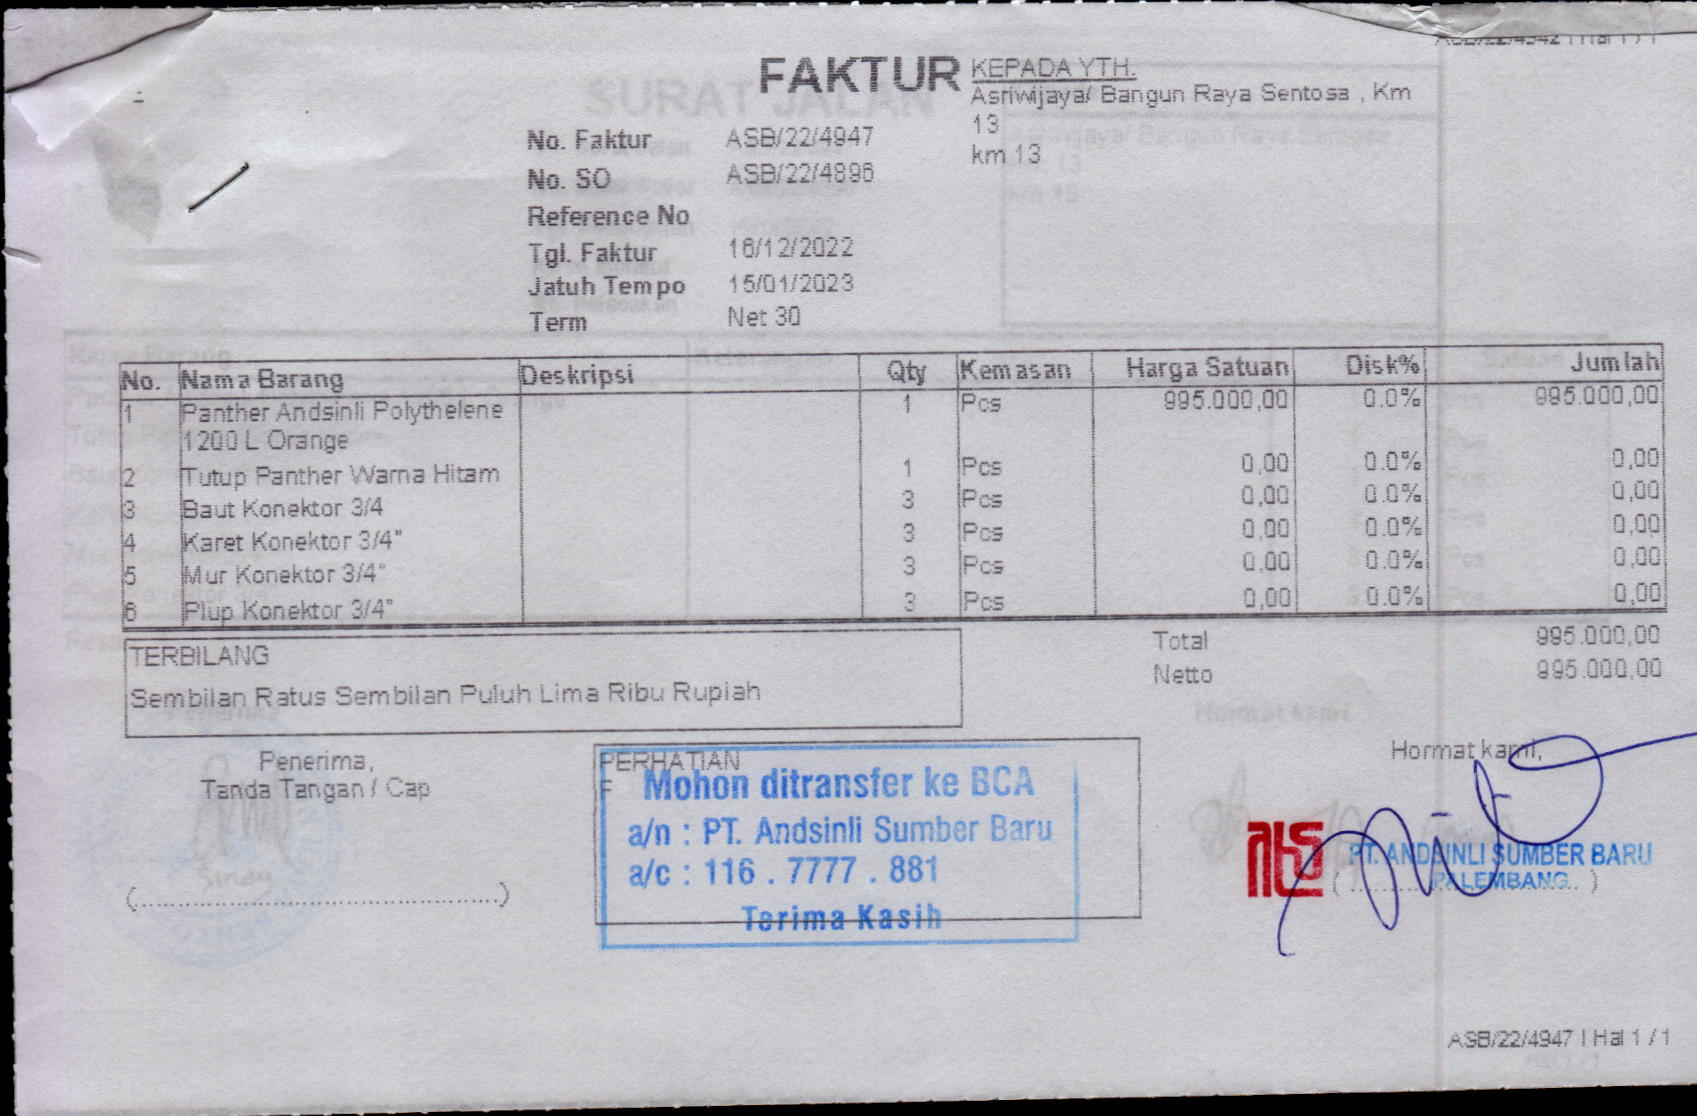 FAKTUR
No. Faktur ASB/22/4947
No. SO ASB/22/4896
Reference No
Tgl. Faktur 16/12/2022
Jatuh Tempo 15/01/2023
Term Net 30
KEPADA YTH.
Asriwijaya/ Bangun Raya Sentosa , Km
13
km 13
No. Nama Barang Deskripsi Qty Kemasan Harga Satuan Disk% Jumlah
1 Panther Andsinli Polythelene 1 Pcs 995.000,00 0.0% 995.000,00
1200 L Orange
2 Tutup Panther Warna Hitam 1 Pcs 0,00 0.0% 0,00
3 Baut Konektor 3/4 3 Pcs 0,00 0.0% 0,00
4 Karet Konektor 3/4" 3 Pcs 0,00 0.0% 0,00
5 Mur Konektor 3/4" 3 Pcs 0,00 0.0% 0,00
6 Plup Konektor 3/4" 3 Pcs 0,00 0.0% 0,00
Total 995.000,00
Netto 995.000,00
TERBILANG
Sembilan Ratus Sembilan Puluh Lima Ribu Rupiah
Penerima,
Tanda Tangan / Cap
(................................................)
PERHATIAN
F
Mohon ditransfer ke BCA
a/n : PT. Andsinli Sumber Baru
a/c : 116 . 7777 . 881
Terima Kasih
Hormat kami,
PT. ANDSINLI SUMBER BARU
PALEMBANG
ASB/22/4947 | Hal 1 / 1